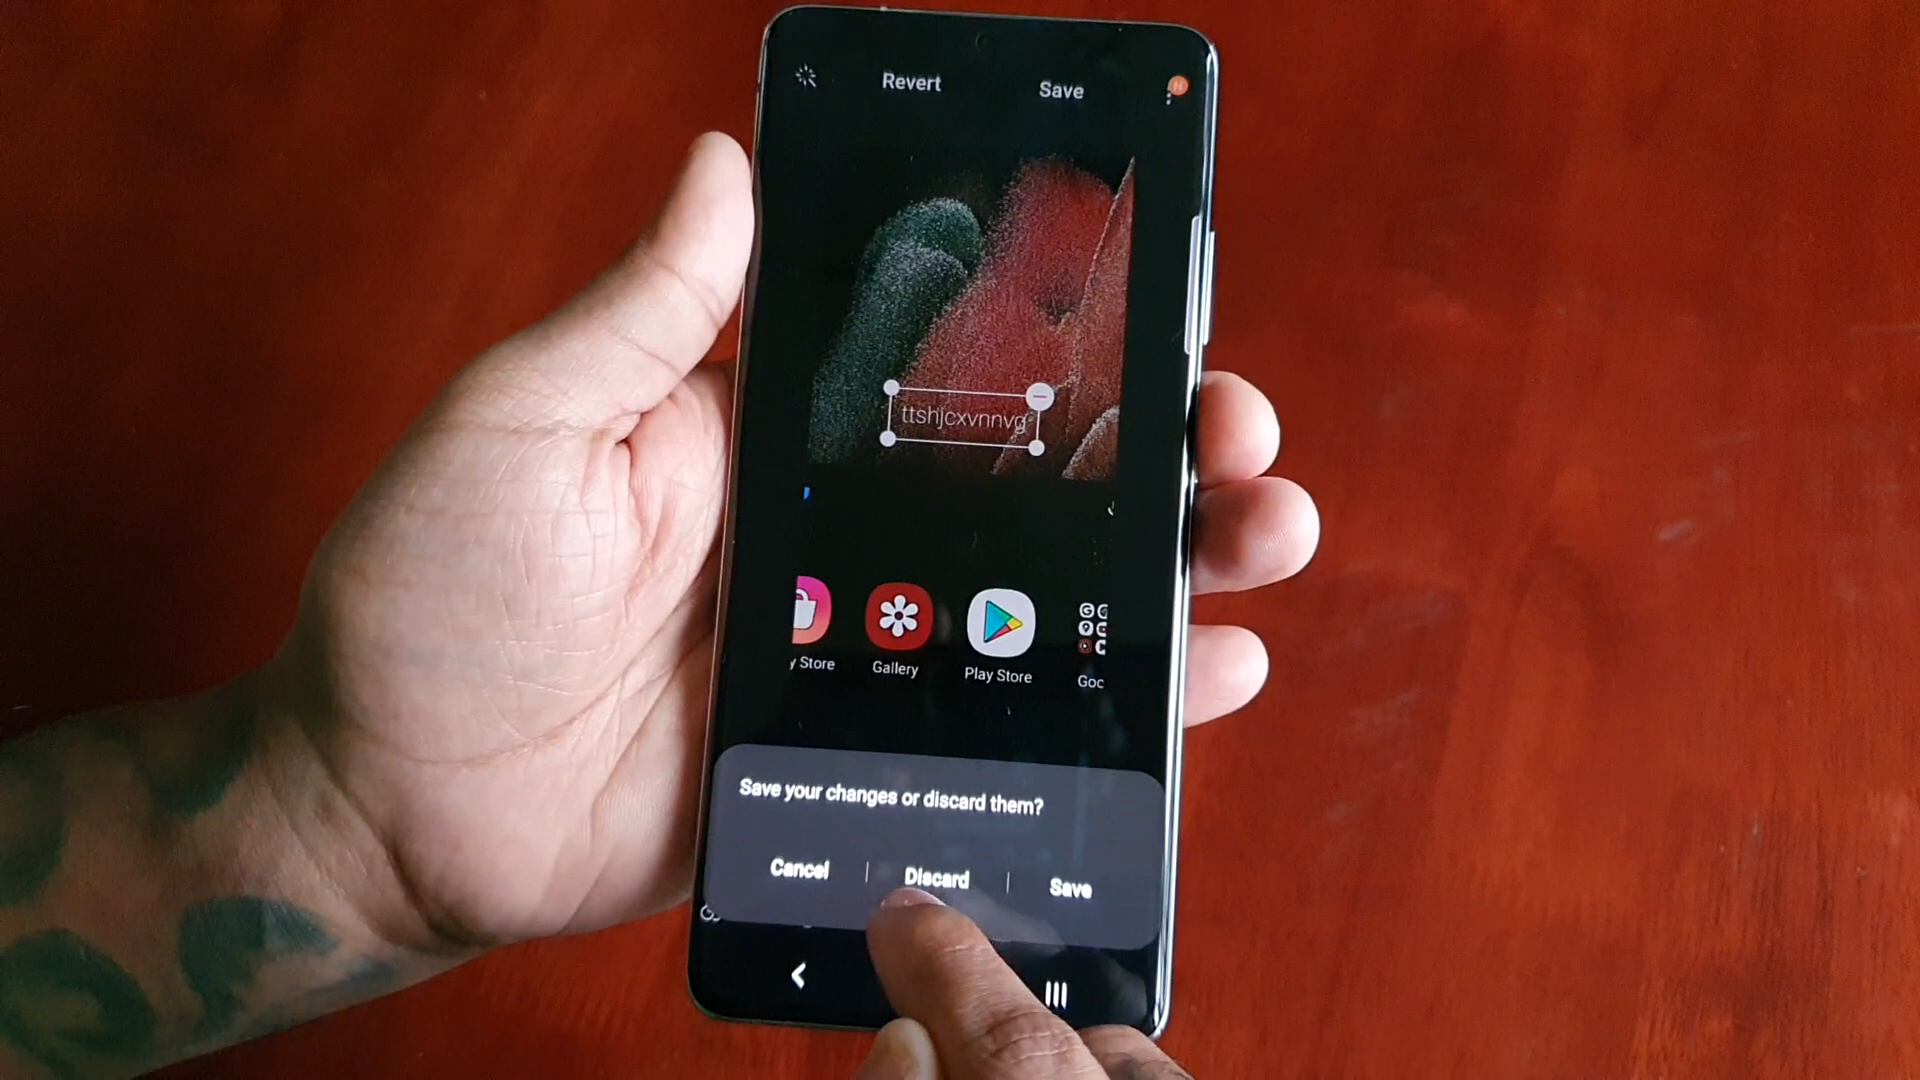 Revert
Save
N
ttshjcxvnnvg
y Store
Gallery
Play Store
Goc
Save your changes or discard them?
Cancel
Discard
Save